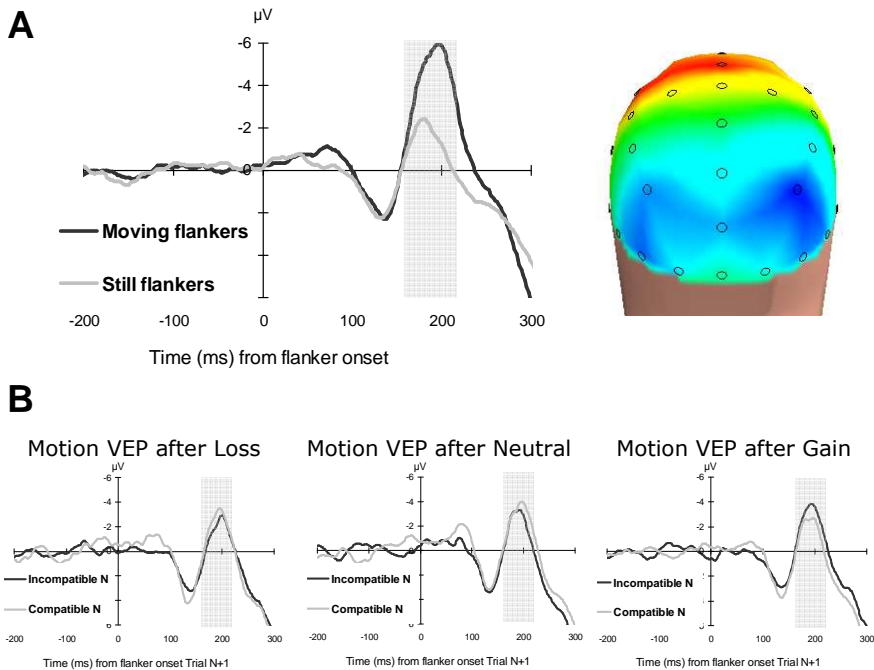 A
µV
-6
-4
-2
0
Moving flankers
Still flankers
-200 -100 0 100 200 300
Time (ms) from flanker onset
B
Motion VEP after Loss
µV
-6
-4
-2
0
Incompatible N
Compatible N
-200 -100 0 100 200 300
Motion VEP after Neutral
µV
-6
-4
-2
0
Incompatible N
Compatible N
-200 -100 0 100 200 300
Motion VEP after Gain
µV
-6
-4
-2
0
Incompatible N
Compatible N
-200 -100 0 100 200 300
Time (ms) from flanker onset Trial N+1
Time (ms) from flanker onset Trial N+1
Time (ms) from flanker onset Trial N+1